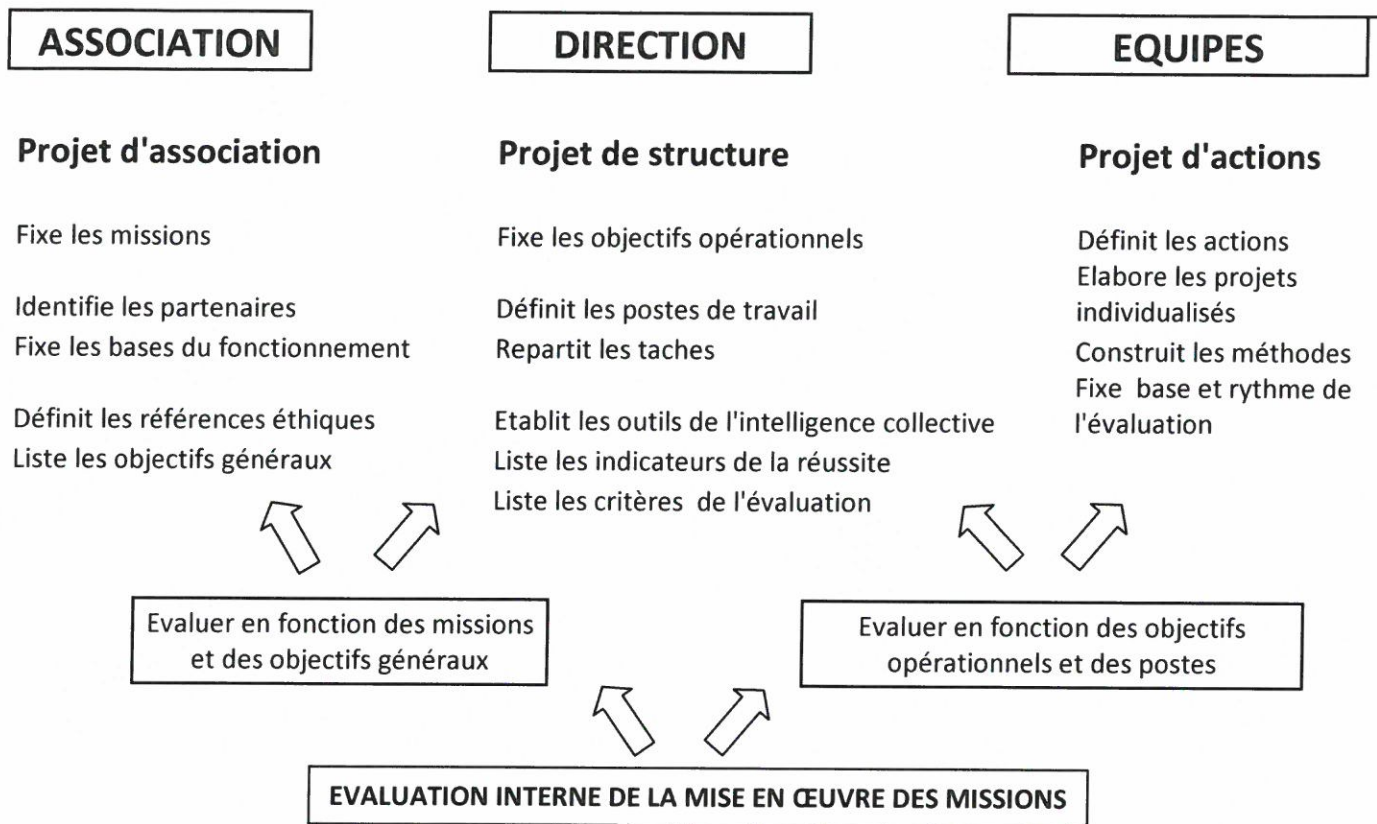 ASSOCIATION
Projet d'association
Fixe les missions
Identifie les partenaires
Fixe les bases du fonctionnement
Définit les références éthiques
Liste les objectifs généraux
DIRECTION
Projet de structure
Fixe les objectifs opérationnels
Définit les postes de travail
Repartit les taches
Etablit les outils de l'intelligence collective
Liste les indicateurs de la réussite
Liste les critères de l'évaluation
EQUIPES
Projet d'actions
Définit les actions
Elabore les projets
individualisés
Construit les méthodes
Fixe base et rythme de
l'évaluation
Evaluer en fonction des missions
et des objectifs généraux
Evaluer en fonction des objectifs
opérationnels et des postes
EVALUATION INTERNE DE LA MISE EN ŒUVRE DES MISSIONS